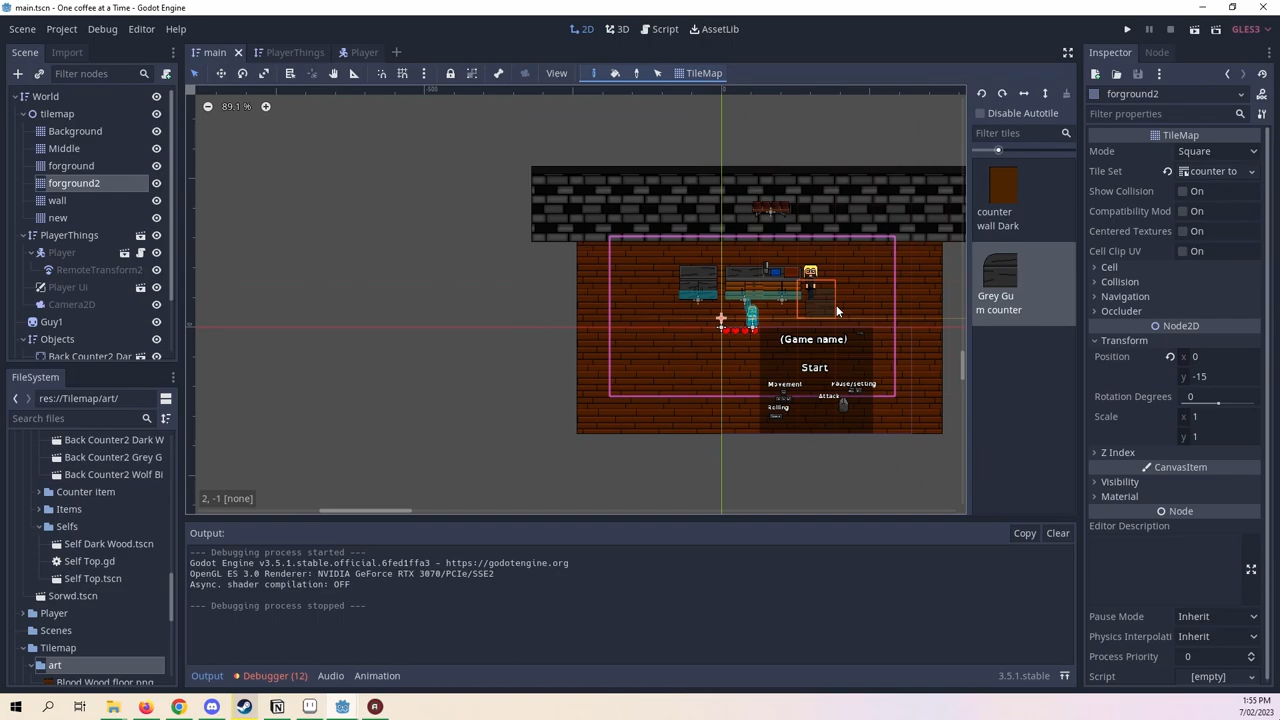 main.tscn - One coffee at a Time - Godot Engine
Scene Project Debug Editor Help
2D 3D Script AssetLib
GLES3
Scene Import
main PlayerThings Player
Inspector Node
Filter nodes
View
TileMap
World
tilemap
Background
Middle
forground
forground2
wall
new
PlayerThings
Player
RemoteTransform2
Player Ui
Camera2D
Guy1
Objects
Back Counter2 Dar
FileSystem
res://Tilemap/art/
Search files
Back Counter2 Dark W
Back Counter2 Grey G
Back Counter2 Wolf Bi
Counter item
Items
Selfs
Self Dark Wood.tscn
Self Top.gd
Self Top.tscn
Sorwd.tscn
Player
Scenes
Tilemap
art
Blood Wood floor.png
-500
0
89.1 %
(Game name)
Start
Movement
Pause/setting
Attack
Rolling
2, -1 [none]
Disable Autotile
Filter tiles
counter
wall Dark
Grey Gu
m counter
Output:
Copy Clear
--- Debugging process started ---
Godot Engine v3.5.1.stable.official.6fed1ffa3 - https://godotengine.org
OpenGL ES 3.0 Renderer: NVIDIA GeForce RTX 3070/PCIe/SSE2
Async. shader compilation: OFF
--- Debugging process stopped ---
Output Debugger (12) Audio Animation
3.5.1.stable
forground2
Filter properties
TileMap
Mode Square
Tile Set counter to
Show Collision On
Compatibility Mod On
Centered Textures On
Cell Clip UV On
Cell
Collision
Navigation
Occluder
Node2D
Transform
Position x 0
y -15
Rotation Degrees 0
Scale x 1
y 1
Z Index
CanvasItem
Visibility
Material
Node
Editor Description
Pause Mode Inherit
Physics Interpolati Inherit
Process Priority 0
Script [empty]
1:55 PM
7/02/2023